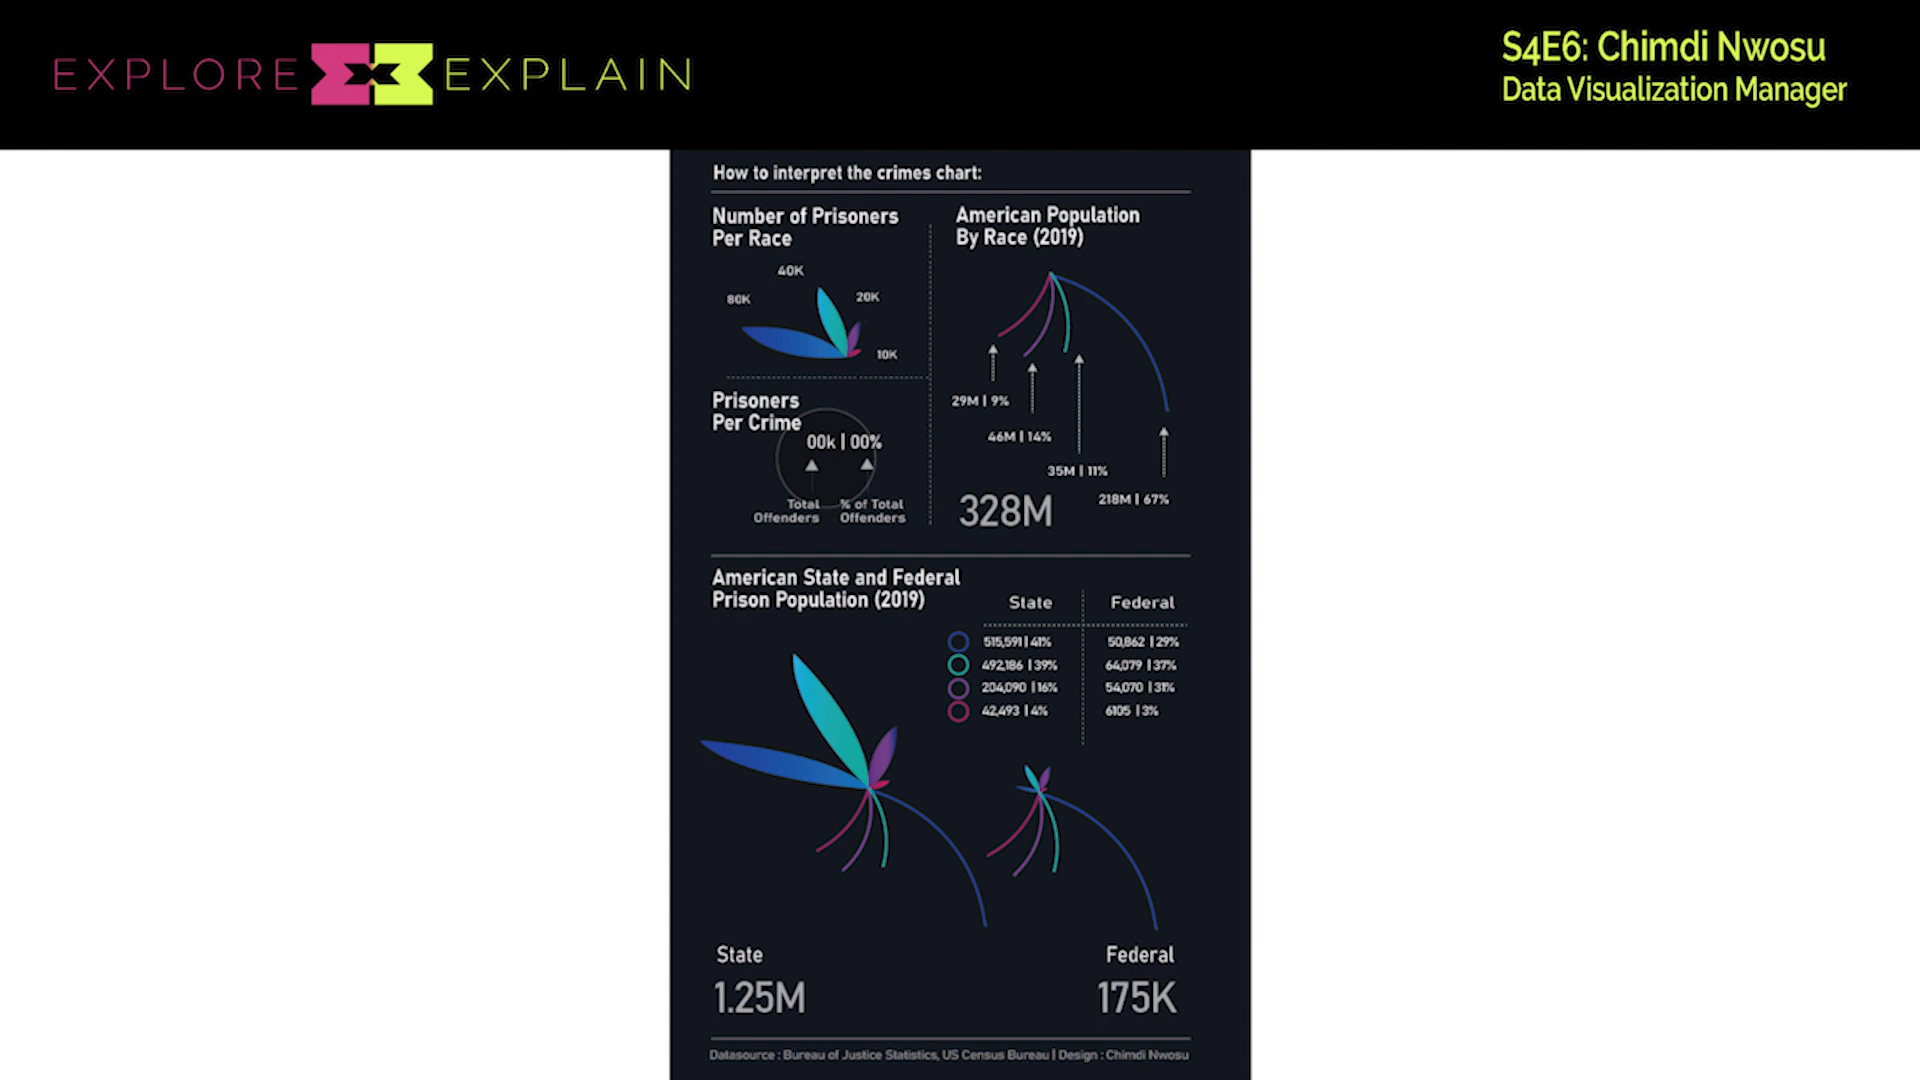 EXPLORE EXPLAIN
S4E6: Chimdi Nwosu
Data Visualization Manager
How to interpret the crimes chart:
Number of Prisoners
Per Race
40K
80K
20K
10K
American Population
By Race (2019)
29M | 9%
46M | 14%
35M | 11%
218M | 67%
328M
Prisoners
Per Crime
00k | 00%
Total
Offenders
% of Total
Offenders
American State and Federal
Prison Population (2019)
State
Federal
515,591 | 41%
50,862 | 29%
492,186 | 39%
64,079 | 37%
204,090 | 16%
54,070 | 31%
42,493 | 4%
6105 | 3%
State
1.25M
Federal
175K
Datasource : Bureau of Justice Statistics, US Census Bureau | Design : Chimdi Nwosu